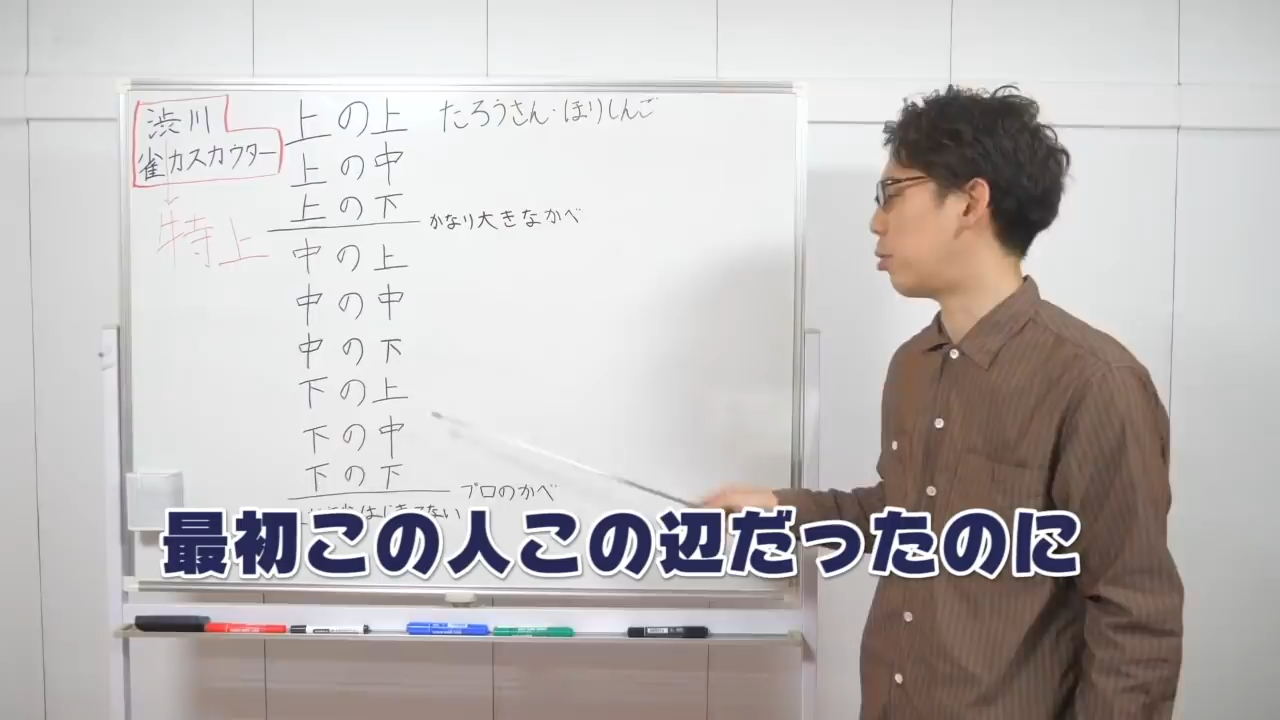 渋川
雀力スカウター
特上
上の上 たろうさん・ほりしんご
上の中
上の下
かなり大きなかべ
中の上
中の中
中の下
下の上
下の中
下の下
プロのかべ
最初この人この辺だったのに